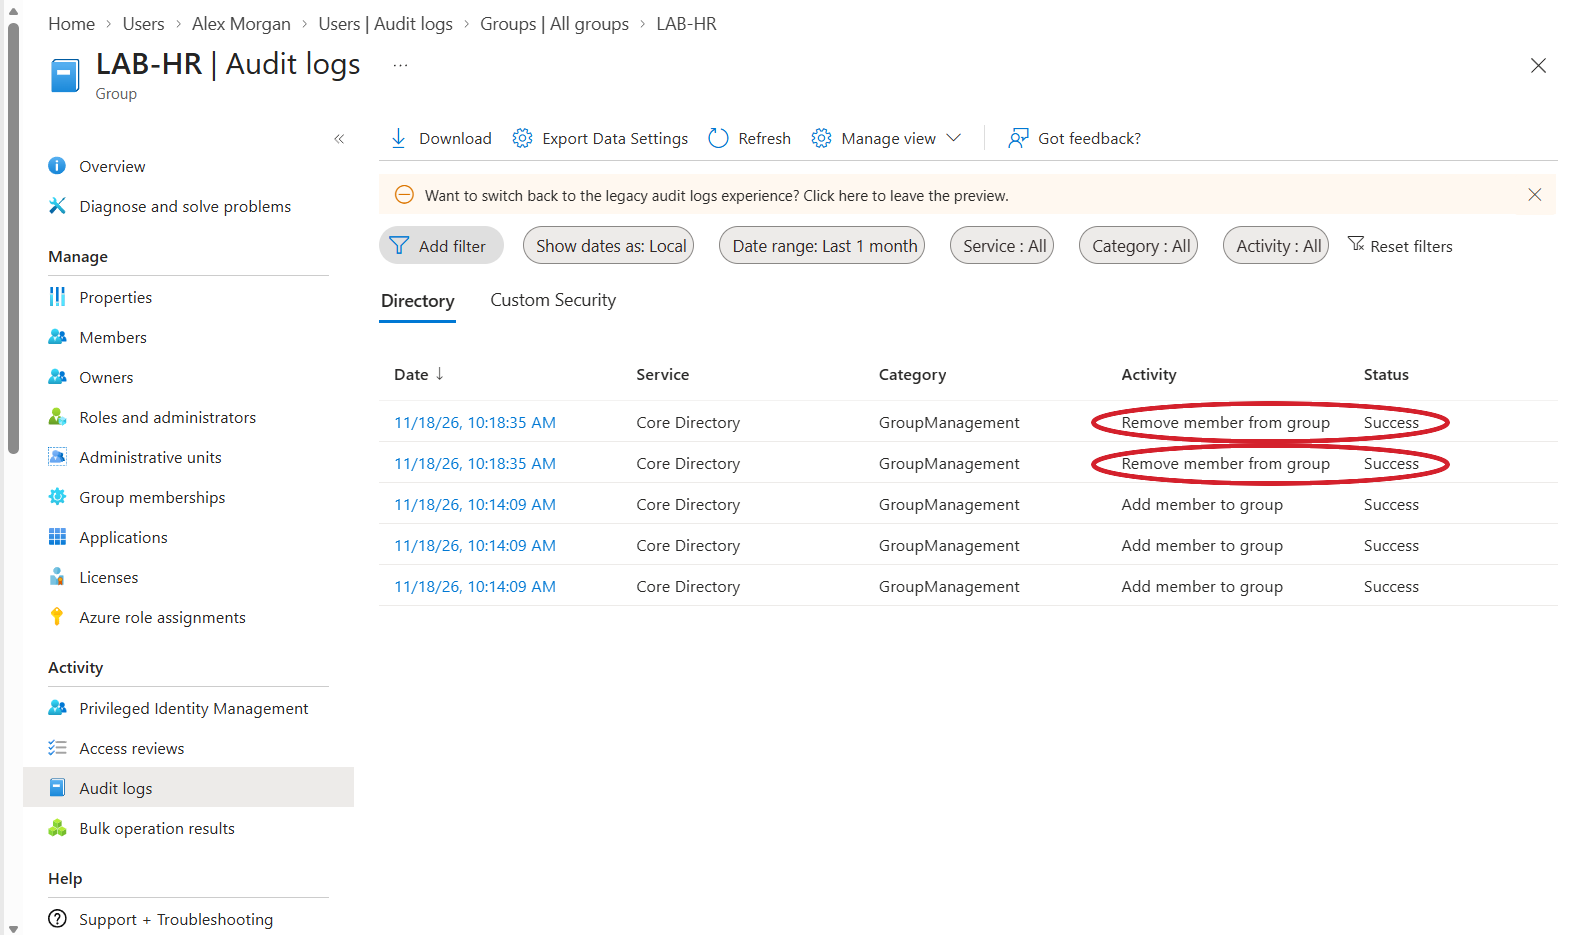 Home > Users > Alex Morgan > Users | Audit logs > Groups | All groups > LAB-HR
LAB-HR | Audit logs ...
Group
«
Overview
Diagnose and solve problems
Manage
Properties
Members
Owners
Roles and administrators
Administrative units
Group memberships
Applications
Licenses
Azure role assignments
Activity
Privileged Identity Management
Access reviews
Audit logs
Bulk operation results
Help
Support + Troubleshooting
Download Export Data Settings Refresh Manage view Got feedback?
Want to switch back to the legacy audit logs experience? Click here to leave the preview.
Add filter Show dates as: Local Date range: Last 1 month Service : All Category : All Activity : All Reset filters
Directory Custom Security
Date ↓ Service Category Activity Status
11/18/26, 10:18:35 AM Core Directory GroupManagement Remove member from group Success
11/18/26, 10:18:35 AM Core Directory GroupManagement Remove member from group Success
11/18/26, 10:14:09 AM Core Directory GroupManagement Add member to group Success
11/18/26, 10:14:09 AM Core Directory GroupManagement Add member to group Success
11/18/26, 10:14:09 AM Core Directory GroupManagement Add member to group Success